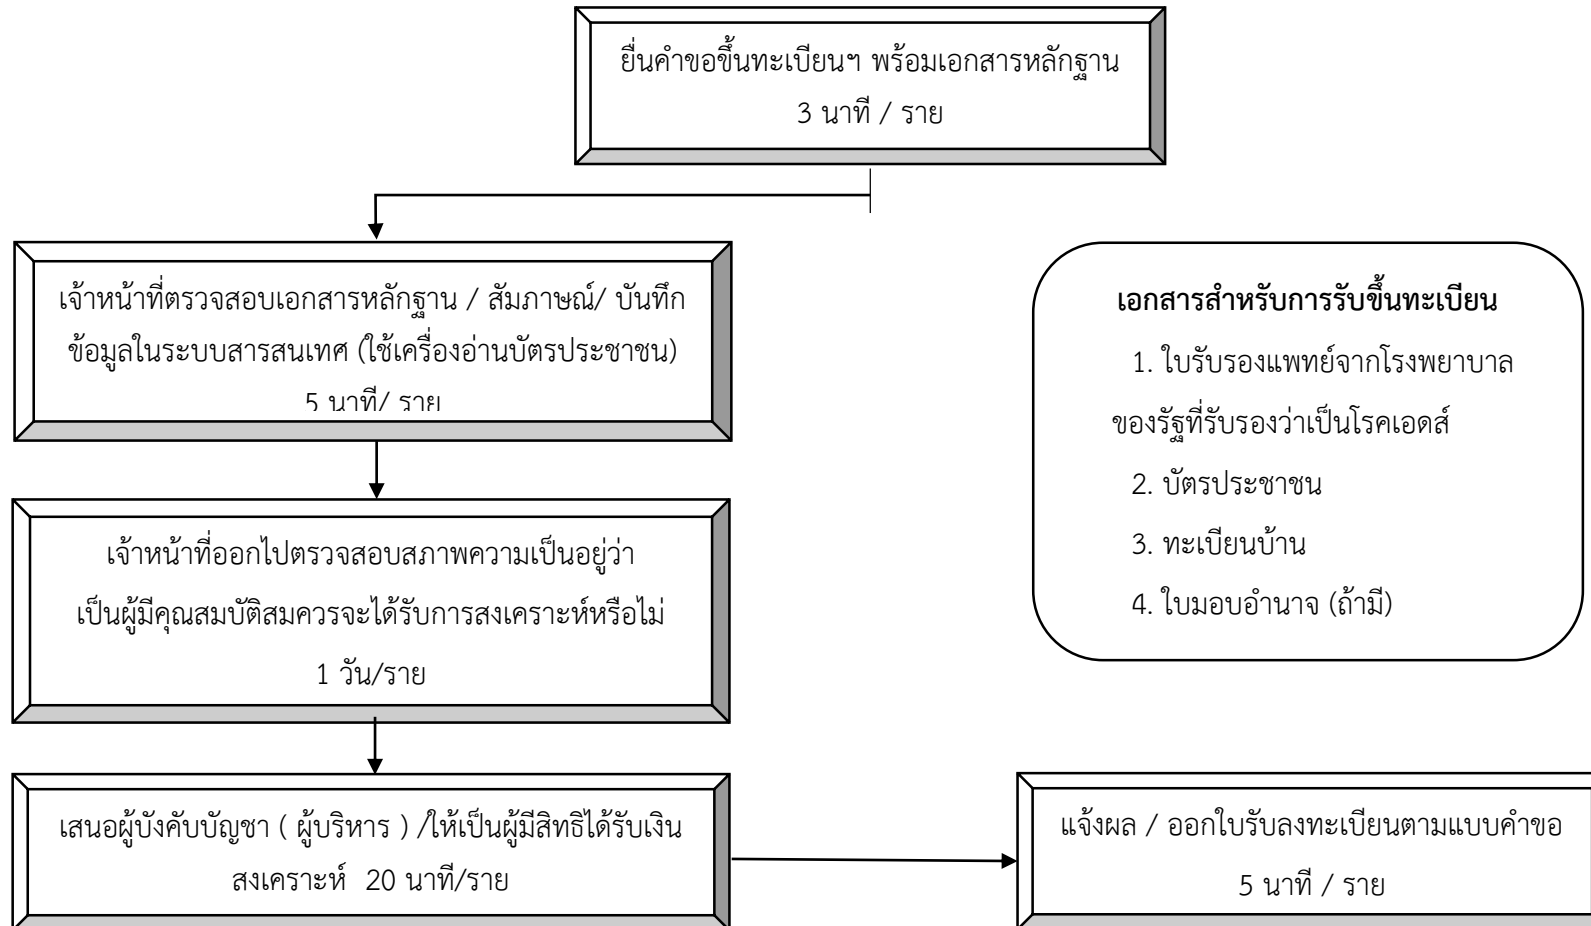 ยื่นคำขอขึ้นทะเบียนฯ พร้อมเอกสารหลักฐาน
3 นาที / ราย
เจ้าหน้าที่ตรวจสอบเอกสารหลักฐาน / สัมภาษณ์/ บันทึก
ข้อมูลในระบบสารสนเทศ (ใช้เครื่องอ่านบัตรประชาชน)
5 นาที/ ราย
เจ้าหน้าที่ออกไปตรวจสอบสภาพความเป็นอยู่ว่า
เป็นผู้มีคุณสมบัติสมควรจะได้รับการสงเคราะห์หรือไม่
1 วัน/ราย
เสนอผู้บังคับบัญชา ( ผู้บริหาร ) /ให้เป็นผู้มีสิทธิได้รับเงิน
สงเคราะห์  20 นาที/ราย
แจ้งผล / ออกใบรับลงทะเบียนตามแบบคำขอ
5 นาที / ราย
เอกสารสำหรับการรับขึ้นทะเบียน
1. ใบรับรองแพทย์จากโรงพยาบาล
ของรัฐที่รับรองว่าเป็นโรคเอดส์
2. บัตรประชาชน
3. ทะเบียนบ้าน
4. ใบมอบอำนาจ (ถ้ามี)